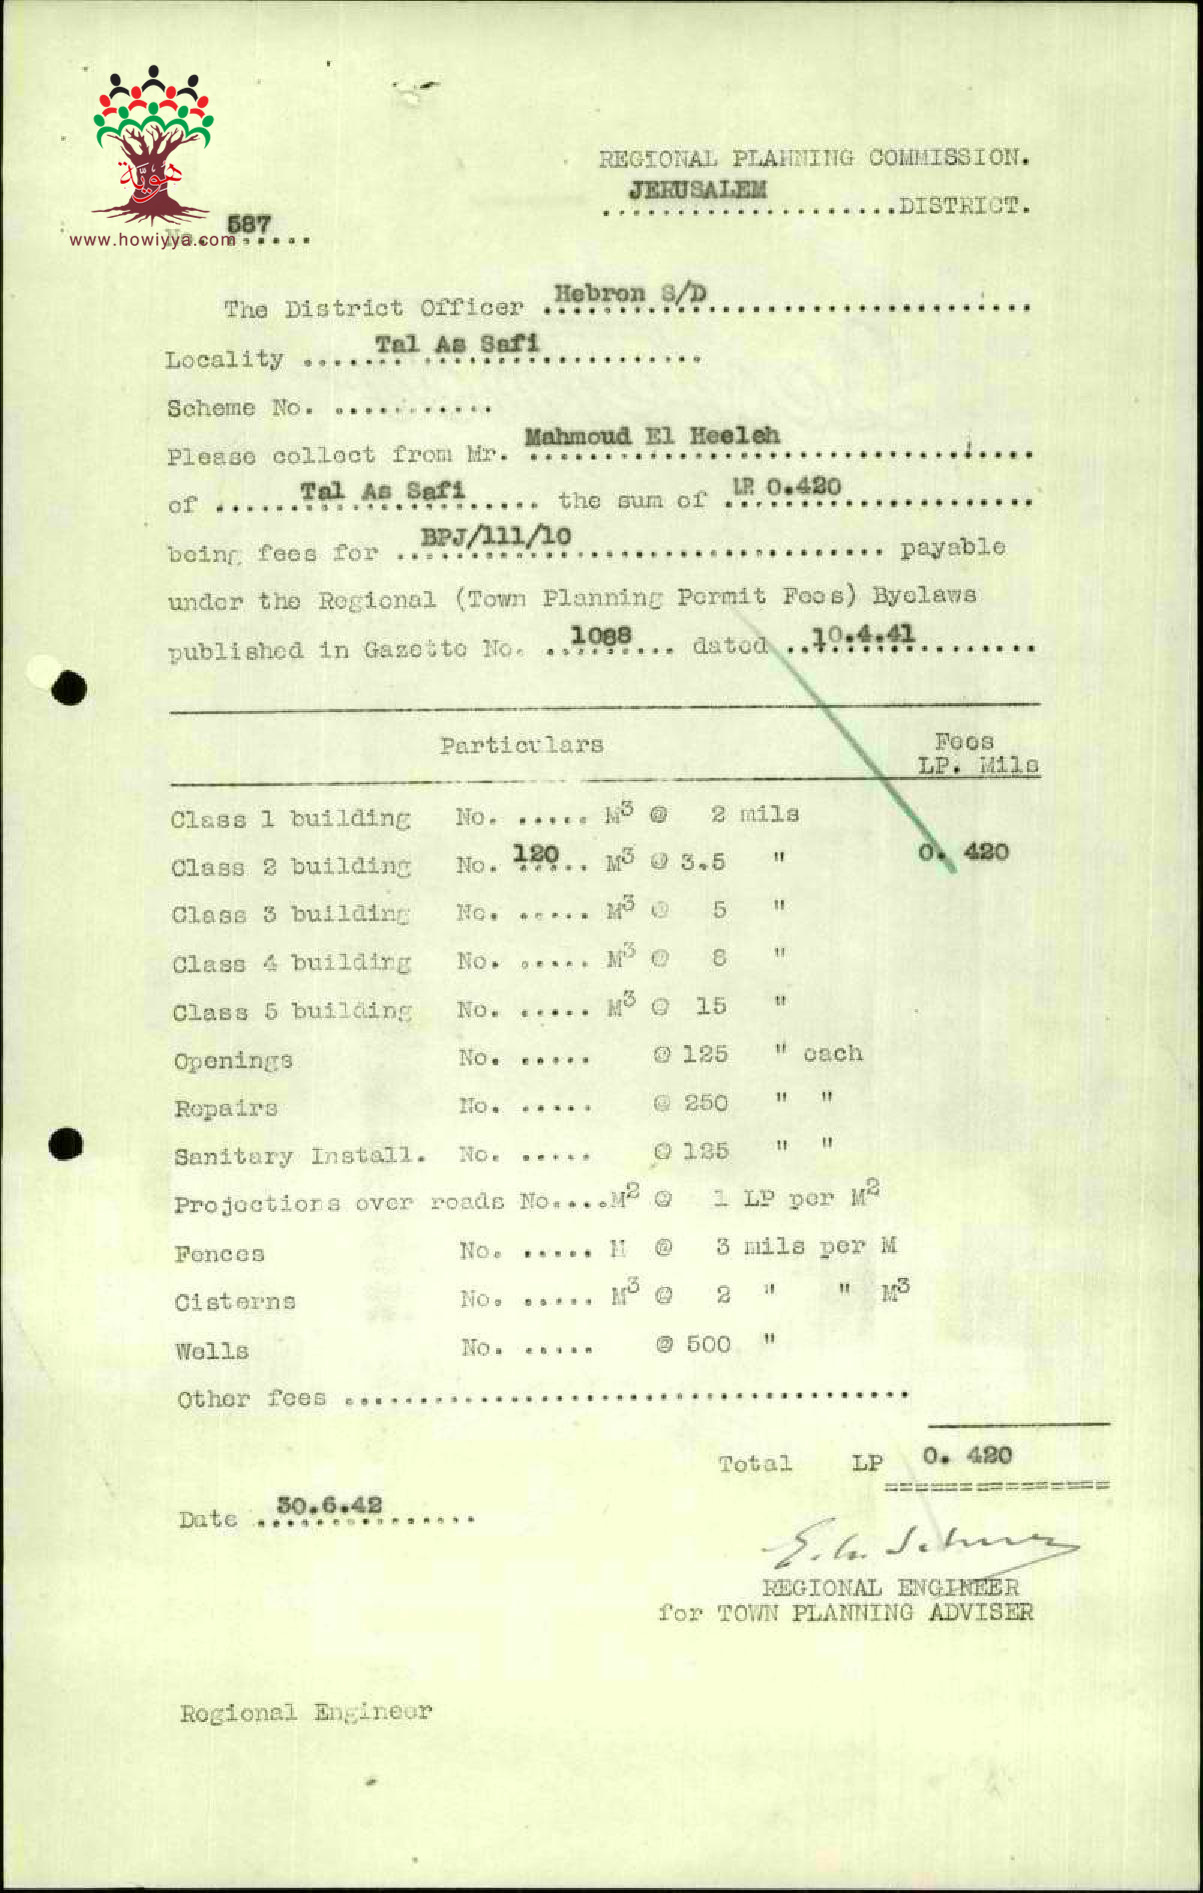 هويّة
www.howiyya.com
REGIONAL PLANNING COMMISSION.
JERUSALEM
....................DISTRICT.
No. 587
The District Officer Hebron S/D
Locality Tal As Safi
Scheme No. ...........
Please collect from Mr. Mahmoud El Heeleh
of Tal As Safi the sum of LP. 0.420
being fees for BPJ/111/10 payable
under the Regional (Town Planning Permit Fees) Byelaws
published in Gazette No. 1088 dated 10.4.41
Particulars Fees
LP. Mils
Class 1 building No. ..... M³ @ 2 mils
Class 2 building No. 120 .. M³ @ 3.5 " 0. 420
Class 3 building No. ..... M³ @ 5 "
Class 4 building No. ..... M³ @ 8 "
Class 5 building No. ..... M³ @ 15 "
Openings No. ..... @ 125 " each
Repairs No. ..... @ 250 " "
Sanitary Install. No. ..... @ 125 " "
Projections over roads No....M² @ 1 LP per M²
Fences No. ..... M @ 3 mils per M
Cisterns No. ..... M³ @ 2 " " M³
Wells No. ..... @ 500 "
Other fees ......................................
Total LP 0. 420
Date 30.6.42
REGIONAL ENGINEER
for TOWN PLANNING ADVISER
Regional Engineer